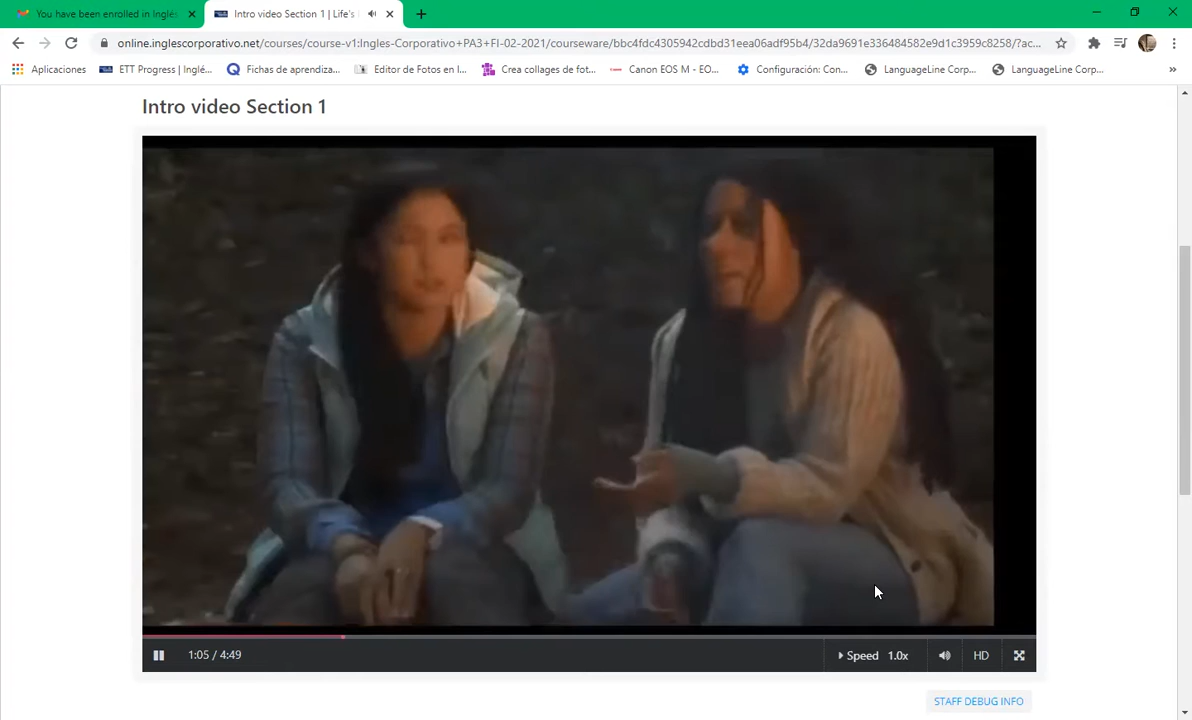 You have been enrolled in Inglés
Intro video Section 1 | Life's
online.inglescorporativo.net/courses/course-v1:Ingles-Corporativo+PA3+FI-02-2021/courseware/bbc4fdc4305942cdbd31eea06adf95b4/32da9691e336484582e9d1c3959c8258/?ac...
Aplicaciones
ETT Progress | Inglé...
Fichas de aprendiza...
Editor de Fotos en l...
Crea collages de fot...
Canon EOS M - EO...
Configuración: Con...
LanguageLine Corp...
LanguageLine Corp...
Intro video Section 1
1:05 / 4:49
Speed 1.0x
HD
STAFF DEBUG INFO